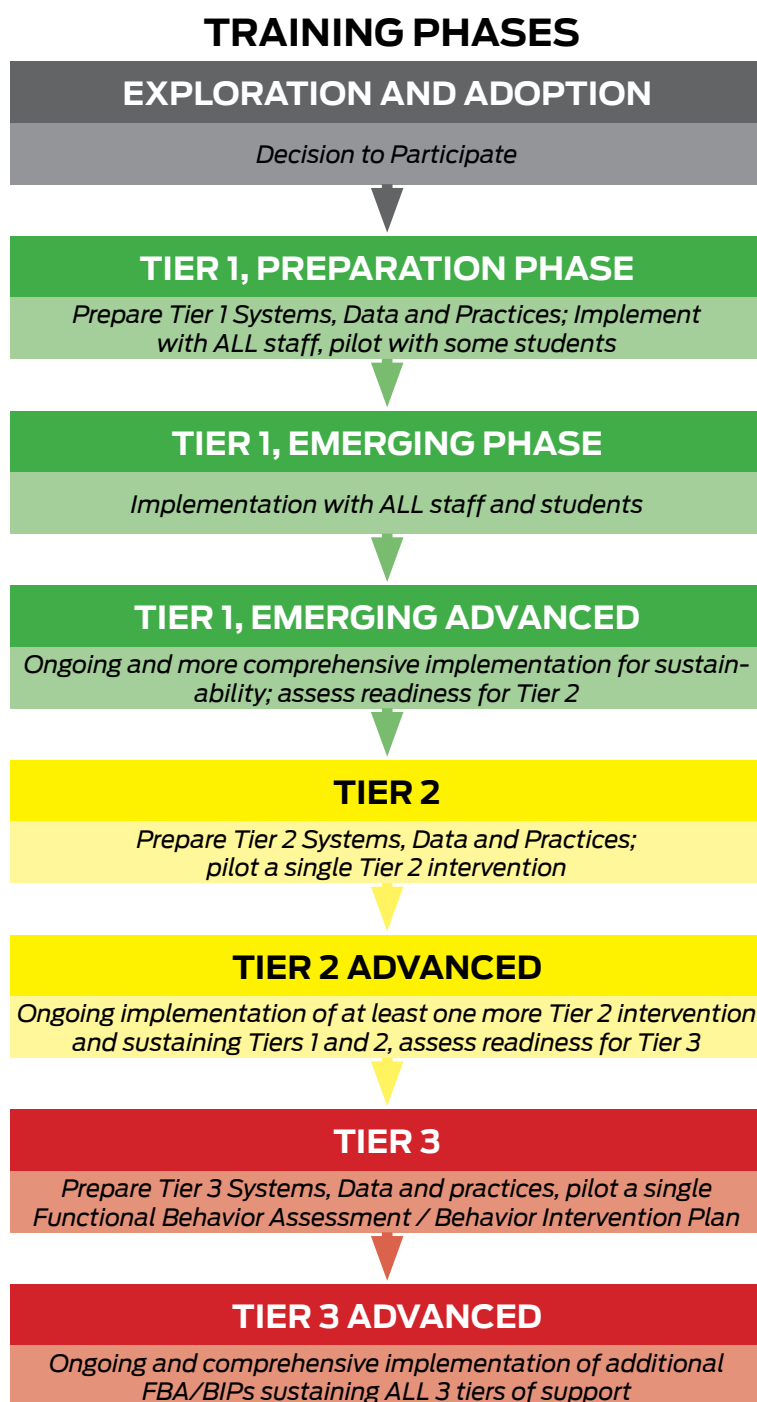 TRAINING PHASES
EXPLORATION AND ADOPTION
Decision to Participate
TIER 1, PREPARATION PHASE
Prepare Tier 1 Systems, Data and Practices; Implement
with ALL staff, pilot with some students
TIER 1, EMERGING PHASE
Implementation with ALL staff and students
TIER 1, EMERGING ADVANCED
Ongoing and more comprehensive implementation for sustain-
ability; assess readiness for Tier 2
TIER 2
Prepare Tier 2 Systems, Data and Practices;
pilot a single Tier 2 intervention
TIER 2 ADVANCED
Ongoing implementation of at least one more Tier 2 intervention
and sustaining Tiers 1 and 2, assess readiness for Tier 3
TIER 3
Prepare Tier 3 Systems, Data and practices, pilot a single
Functional Behavior Assessment / Behavior Intervention Plan
TIER 3 ADVANCED
Ongoing and comprehensive implementation of additional
FBA/BIPs sustaining ALL 3 tiers of support